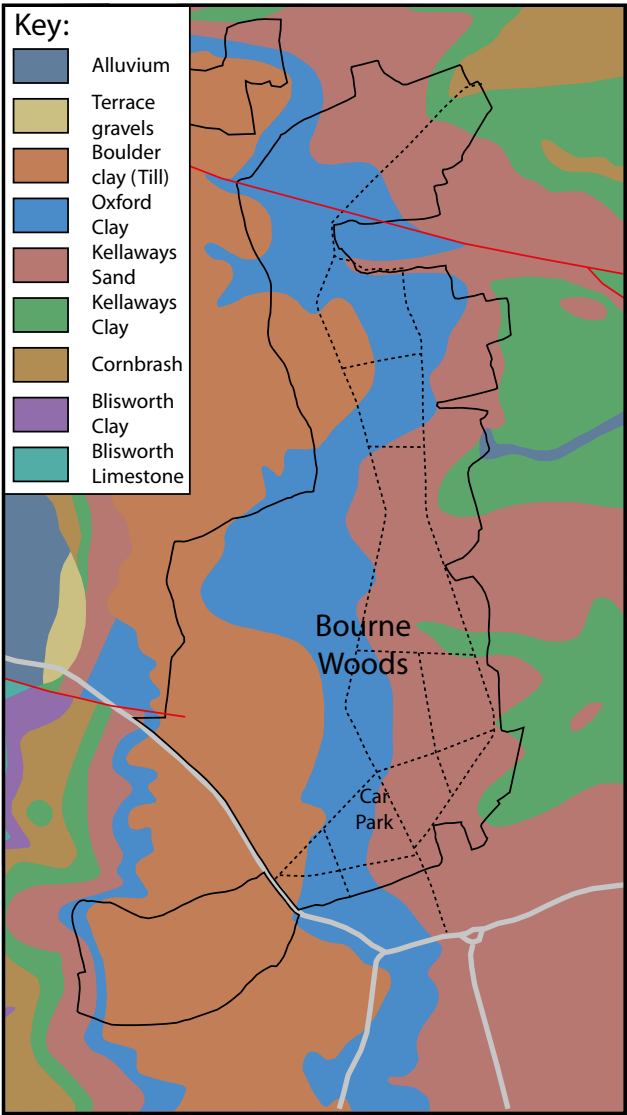 Key:
Alluvium
Terrace
gravels
Boulder
clay (Till)
Oxford
Clay
Kellaways
Sand
Kellaways
Clay
Cornbrash
Blisworth
Clay
Blisworth
Limestone
Bourne
Woods
Car
Park